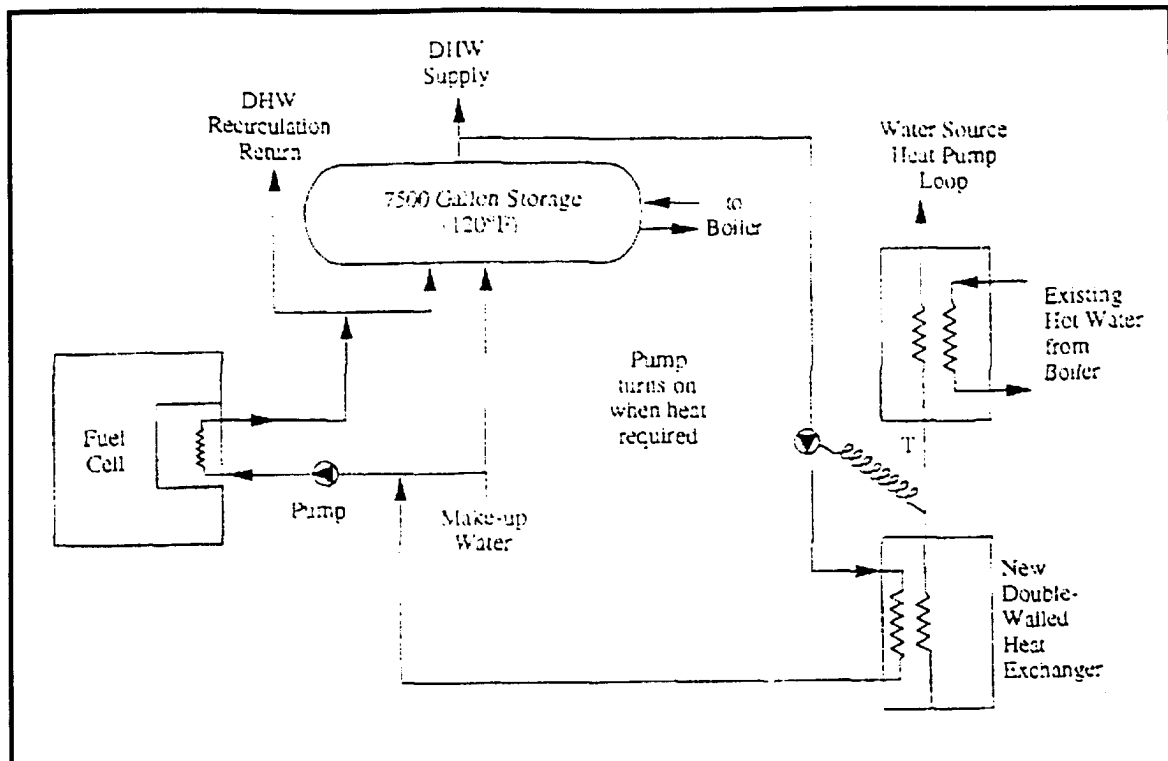 DHW
Supply
DHW
Recirculation
Return
Water Source
Heat Pump
Loop
7500 Gallon Storage
(120°F)
to
Boiler
Existing
Hot Water
from
Boiler
Pump
turns on
when heat
required
Fuel
Cell
T
Pump
Make-up
Water
New
Double-
Walled
Heat
Exchanger